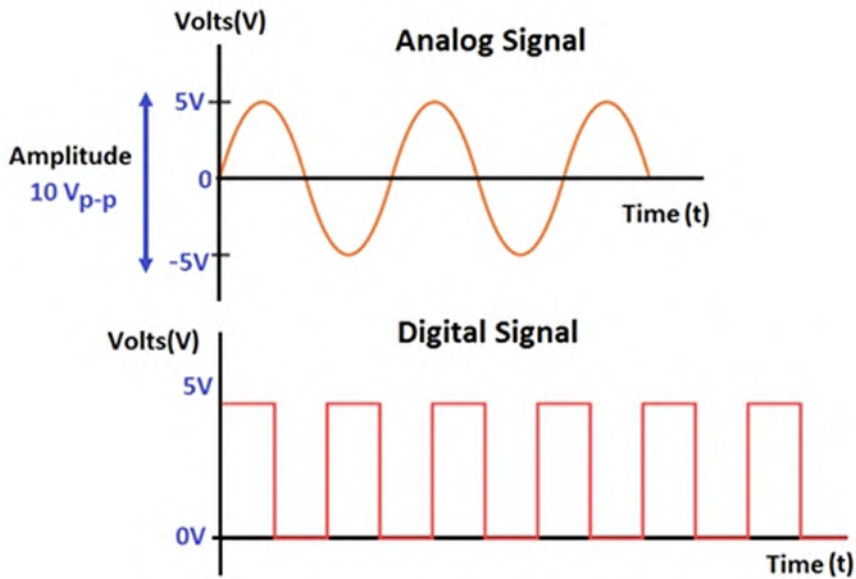 Volts(V)
Analog Signal
5V
Amplitude
10 Vp-p
0
Time (t)
-5V
Digital Signal
Volts(V)
5V
0V
Time (t)